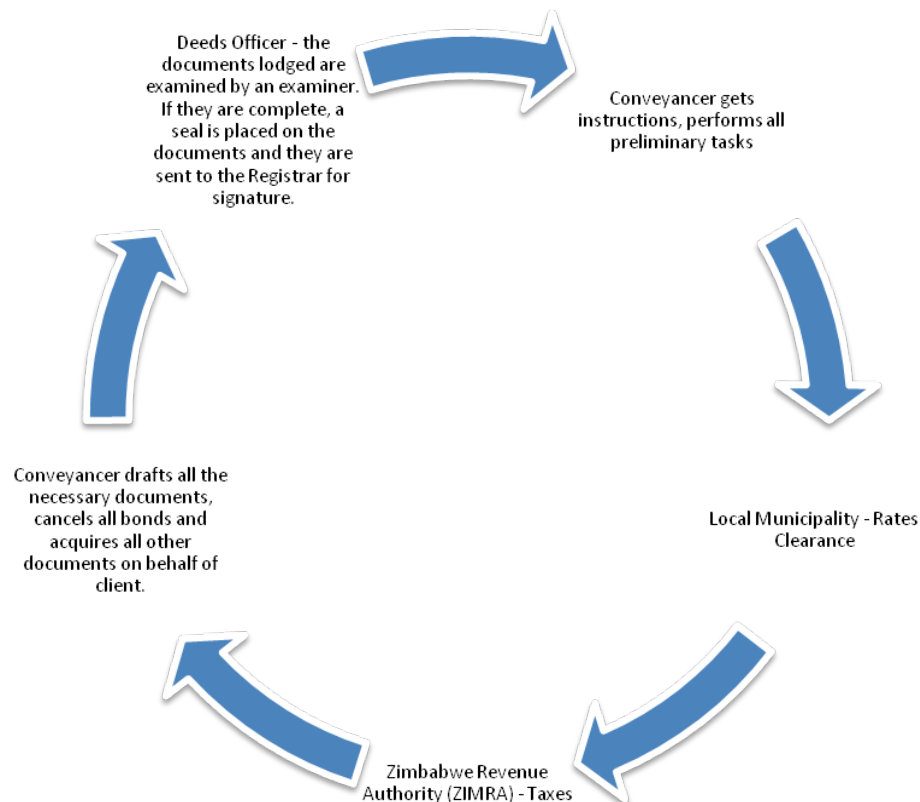 Deeds Officer - the
documents lodged are
examined by an examiner.
If they are complete, a
seal is placed on the
documents and they are
sent to the Registrar for
signature.
Conveyancer gets
instructions, performs all
preliminary tasks
Local Municipality - Rates
Clearance
Zimbabwe Revenue
Authority (ZIMRA) - Taxes
Conveyancer drafts all the
necessary documents,
cancels all bonds and
acquires all other
documents on behalf of
client.